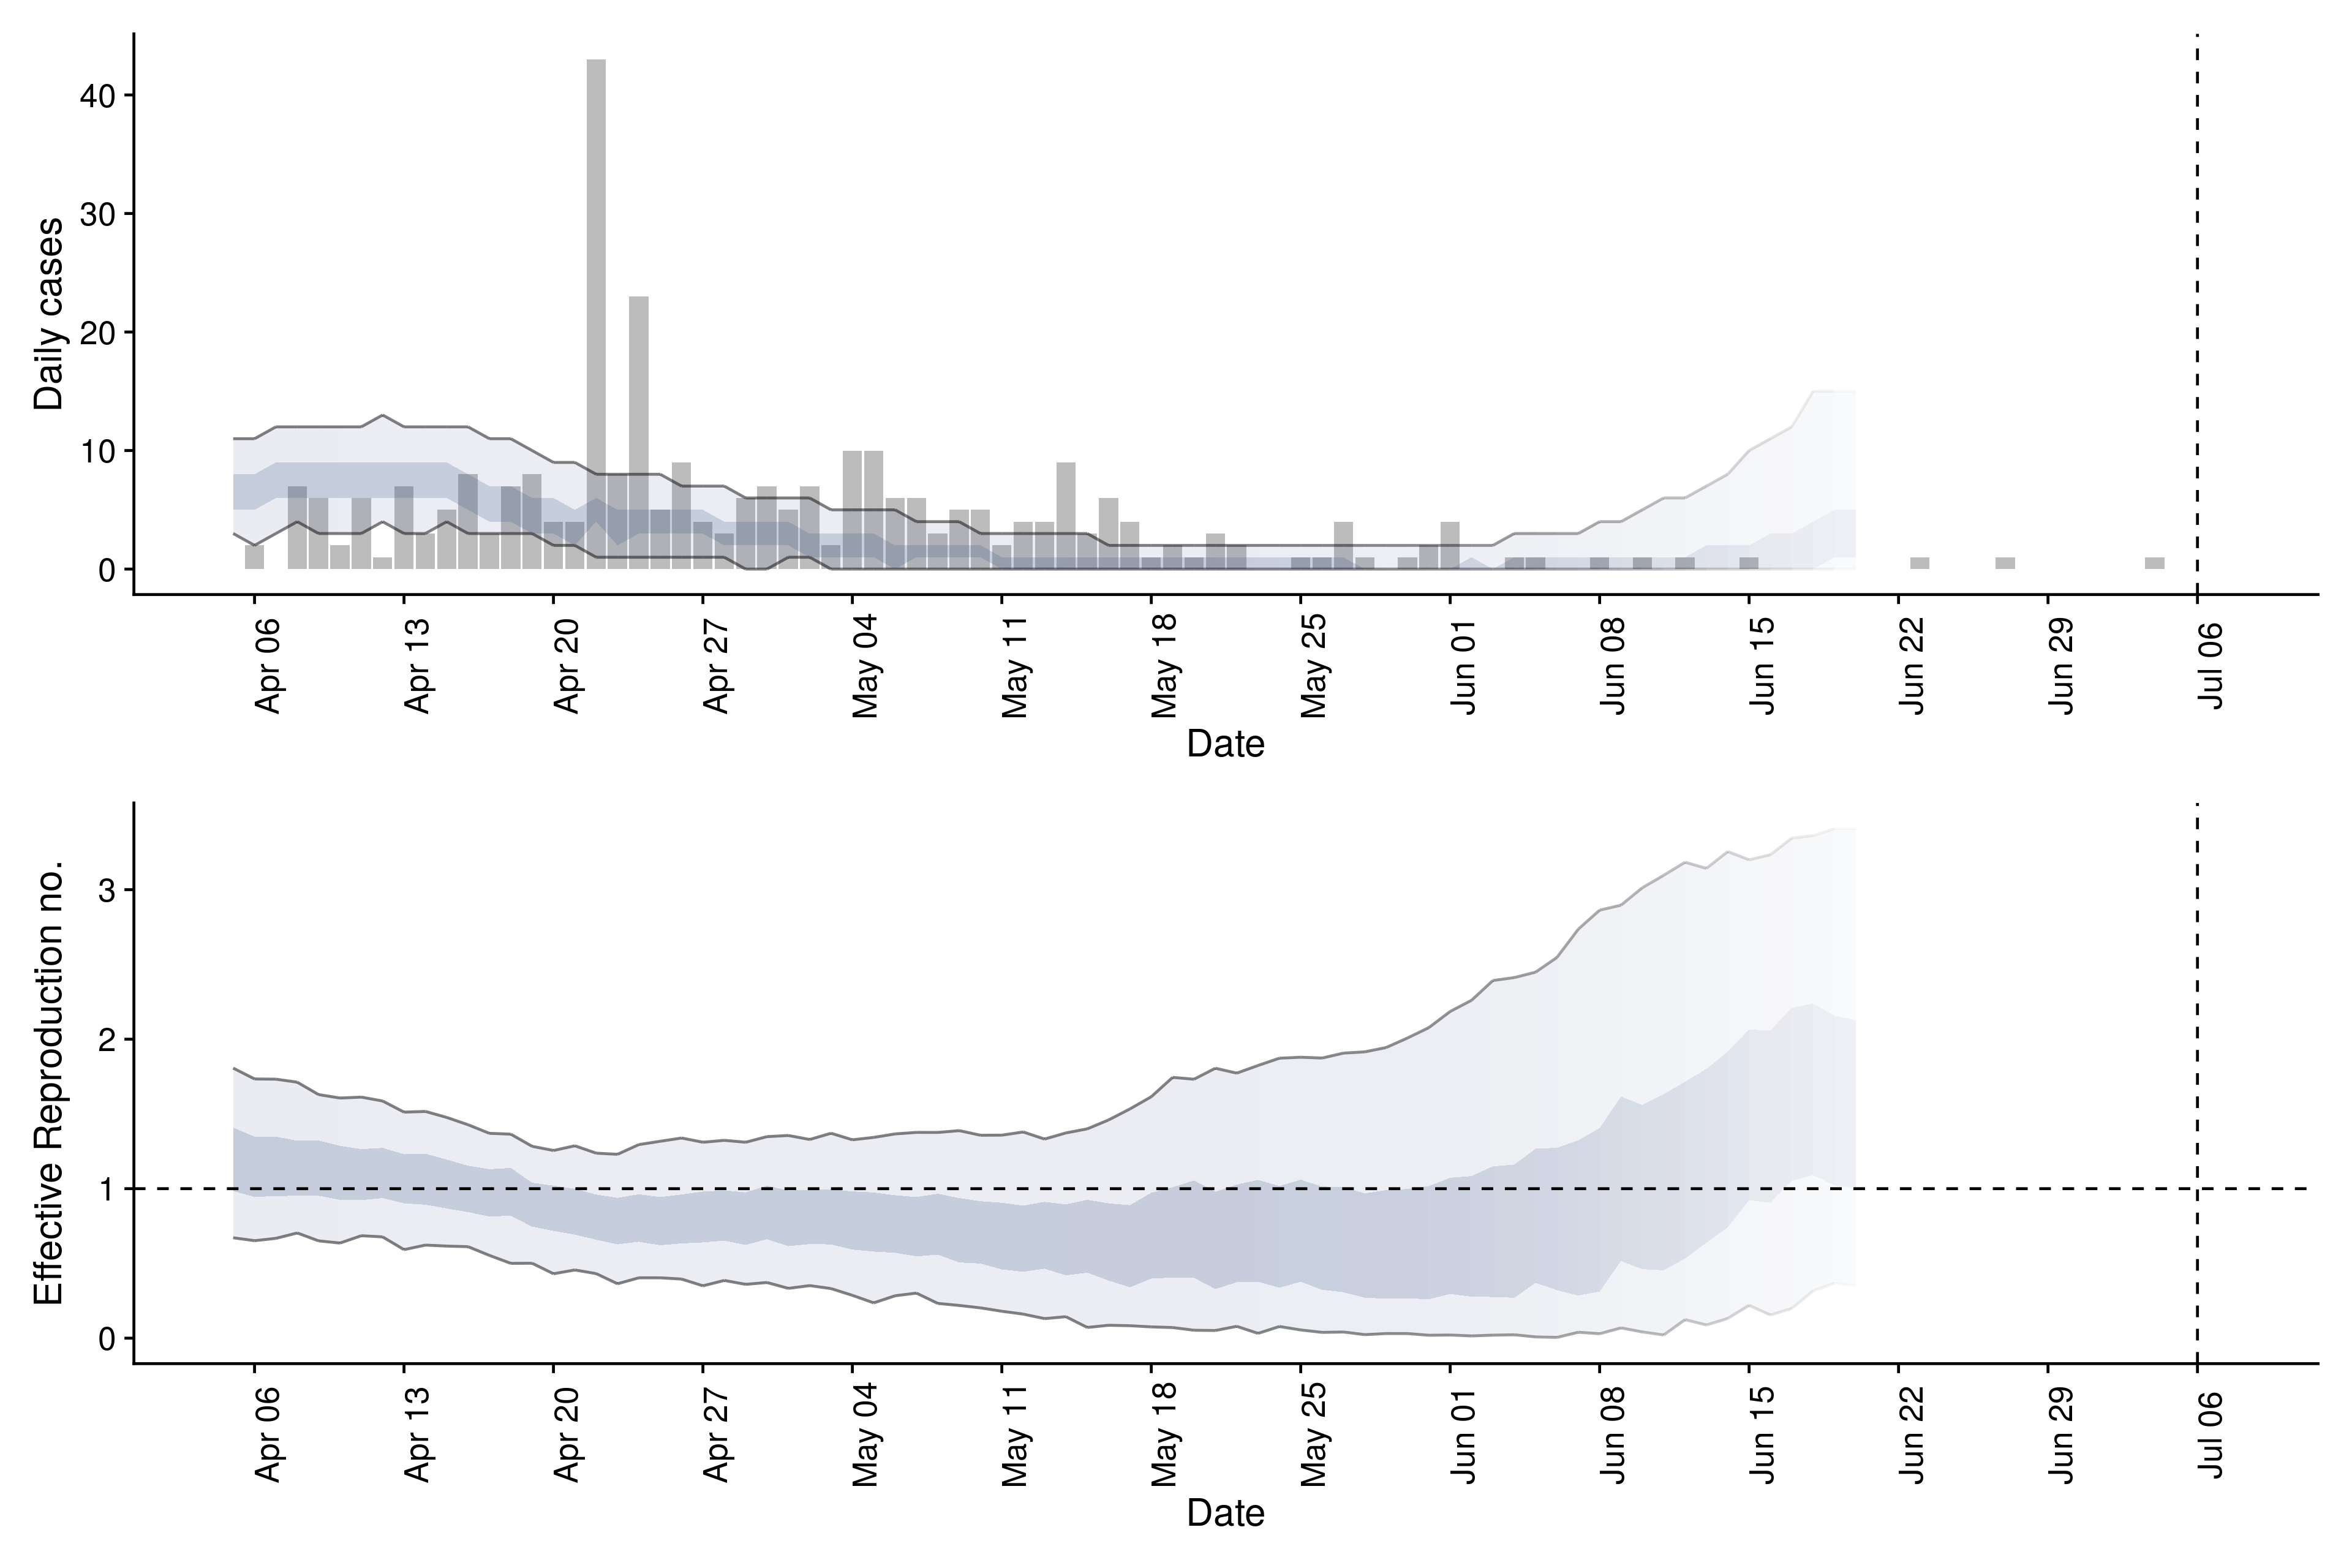 Daily cases
40
30
20
10
0
Apr 06
Apr 13
Apr 20
Apr 27
May 04
May 11
May 18
May 25
Jun 01
Jun 08
Jun 15
Jun 22
Jun 29
Jul 06
Date
Effective Reproduction no.
3
2
1
0
Apr 06
Apr 13
Apr 20
Apr 27
May 04
May 11
May 18
May 25
Jun 01
Jun 08
Jun 15
Jun 22
Jun 29
Jul 06
Date